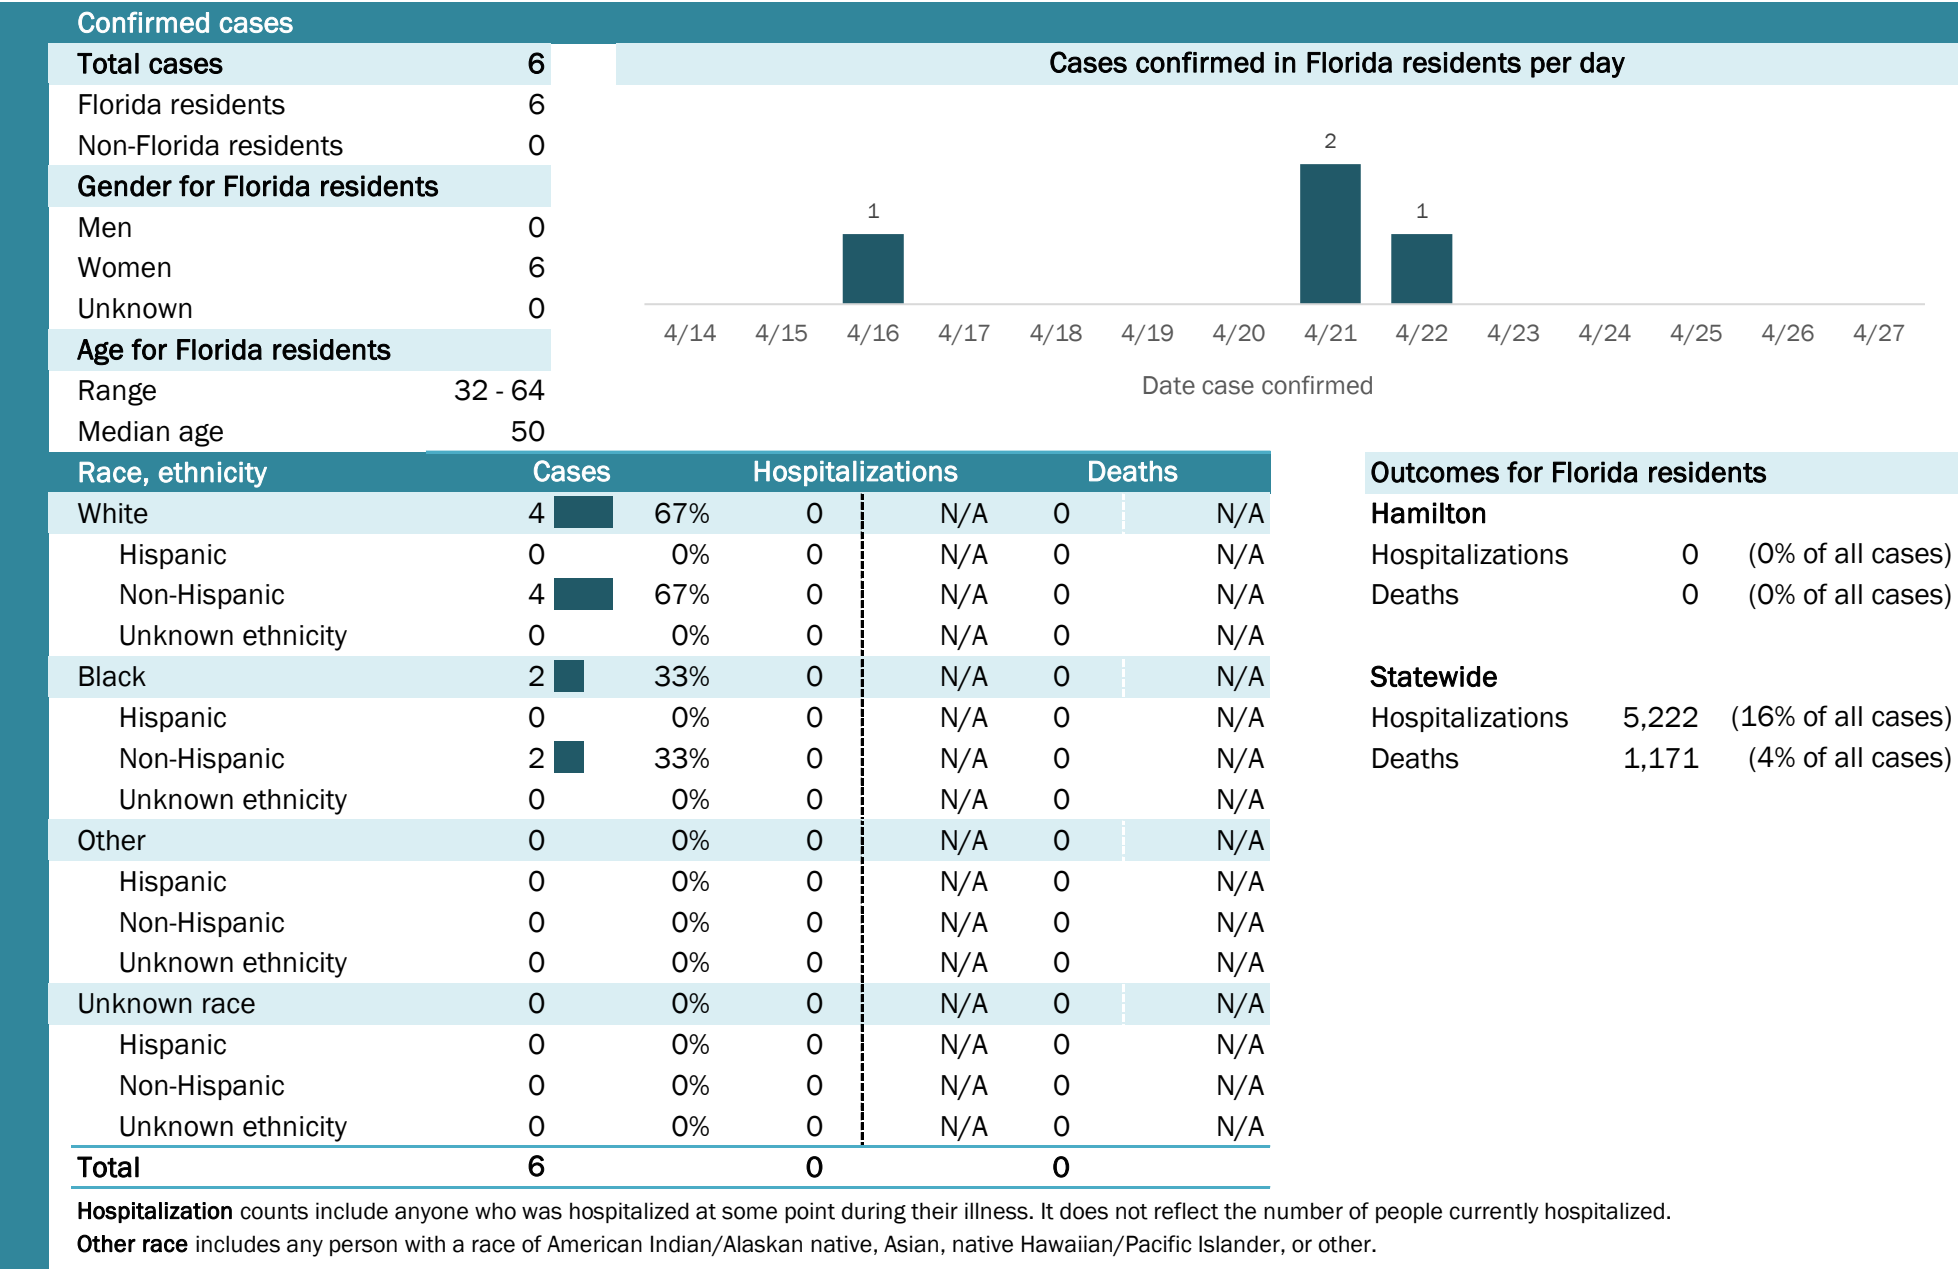 Confirmed cases
Total cases 6
Florida residents 6
Non-Florida residents 0
Gender for Florida residents
Men 0
Women 6
Unknown 0
Age for Florida residents
Range 32 - 64
Median age 50
Cases confirmed in Florida residents per day
2
1 1
4/14 4/15 4/16 4/17 4/18 4/19 4/20 4/21 4/22 4/23 4/24 4/25 4/26 4/27
Date case confirmed
Race, ethnicity Cases Hospitalizations Deaths
White 4 67% 0 N/A 0 N/A
Hispanic 0 0% 0 N/A 0 N/A
Non-Hispanic 4 67% 0 N/A 0 N/A
Unknown ethnicity 0 0% 0 N/A 0 N/A
Black 2 33% 0 N/A 0 N/A
Hispanic 0 0% 0 N/A 0 N/A
Non-Hispanic 2 33% 0 N/A 0 N/A
Unknown ethnicity 0 0% 0 N/A 0 N/A
Other 0 0% 0 N/A 0 N/A
Hispanic 0 0% 0 N/A 0 N/A
Non-Hispanic 0 0% 0 N/A 0 N/A
Unknown ethnicity 0 0% 0 N/A 0 N/A
Unknown race 0 0% 0 N/A 0 N/A
Hispanic 0 0% 0 N/A 0 N/A
Non-Hispanic 0 0% 0 N/A 0 N/A
Unknown ethnicity 0 0% 0 N/A 0 N/A
Total 6 0 0
Outcomes for Florida residents
Hamilton
Hospitalizations 0 (0% of all cases)
Deaths 0 (0% of all cases)
Statewide
Hospitalizations 5,222 (16% of all cases)
Deaths 1,171 (4% of all cases)
Hospitalization counts include anyone who was hospitalized at some point during their illness. It does not reflect the number of people currently hospitalized.
Other race includes any person with a race of American Indian/Alaskan native, Asian, native Hawaiian/Pacific Islander, or other.